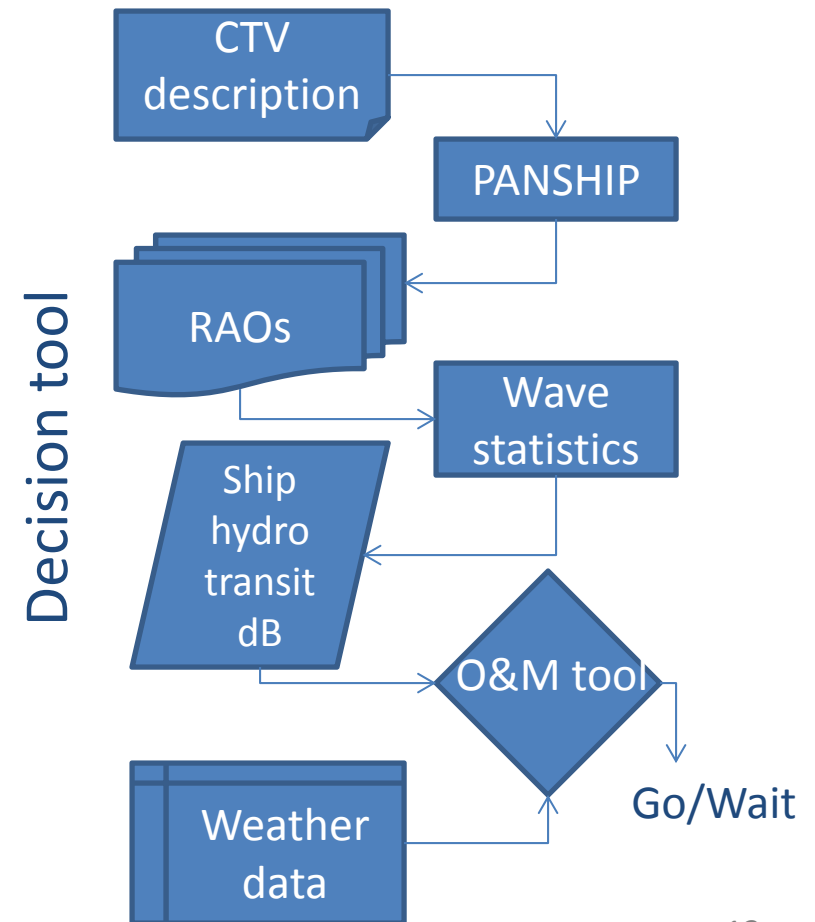 CTV
description
PANSHIP
RAOs
Wave
statistics
Decision tool
Ship
hydro
transit
dB
O&M tool
Go/Wait
Weather
data